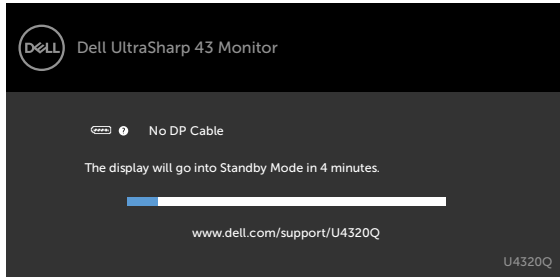 DELL
Dell UltraSharp 43 Monitor
? No DP Cable
The display will go into Standby Mode in 4 minutes.
www.dell.com/support/U4320Q
U4320Q